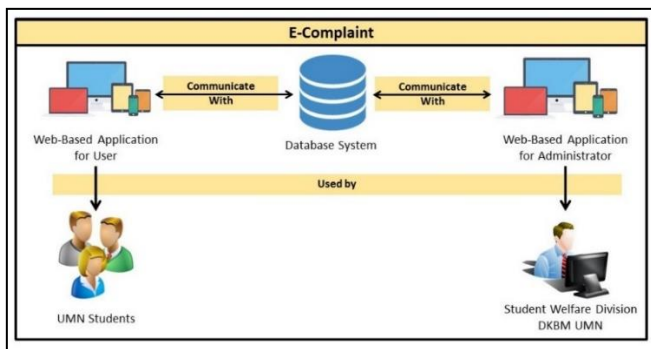 E-Complaint
Communicate
With
Communicate
With
Web-Based Application
for User
Database System
Web-Based Application
for Administrator
Used by
UMN Students
Student Welfare Division
DKBM UMN